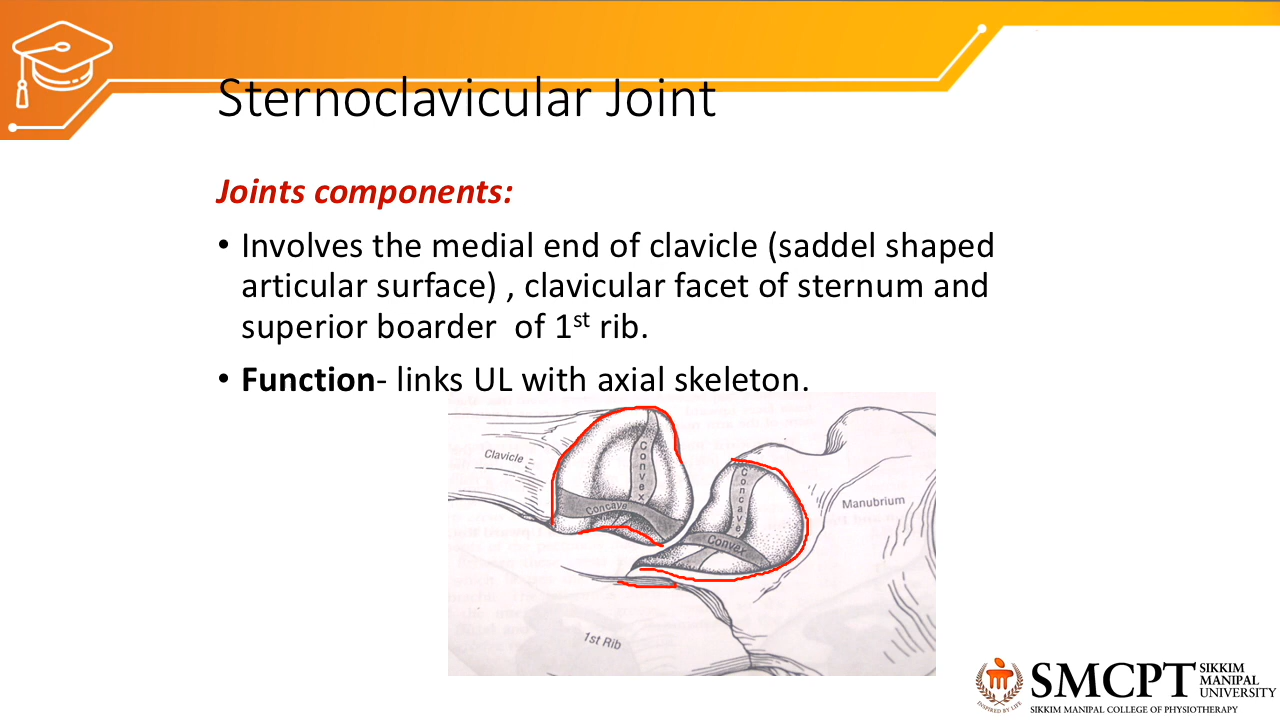 Sternoclavicular Joint
Joints components:
• Involves the medial end of clavicle (saddel shaped
articular surface) , clavicular facet of sternum and
superior boarder  of 1st rib.
• Function- links UL with axial skeleton.
Clavicle
Convex
Concave
Concave
Convex
Manubrium
1st Rib
SMCPT
SIKKIM
MANIPAL
UNIVERSITY
INSPIRED BY LIFE
SIKKIM MANIPAL COLLEGE OF PHYSIOTHERAPY